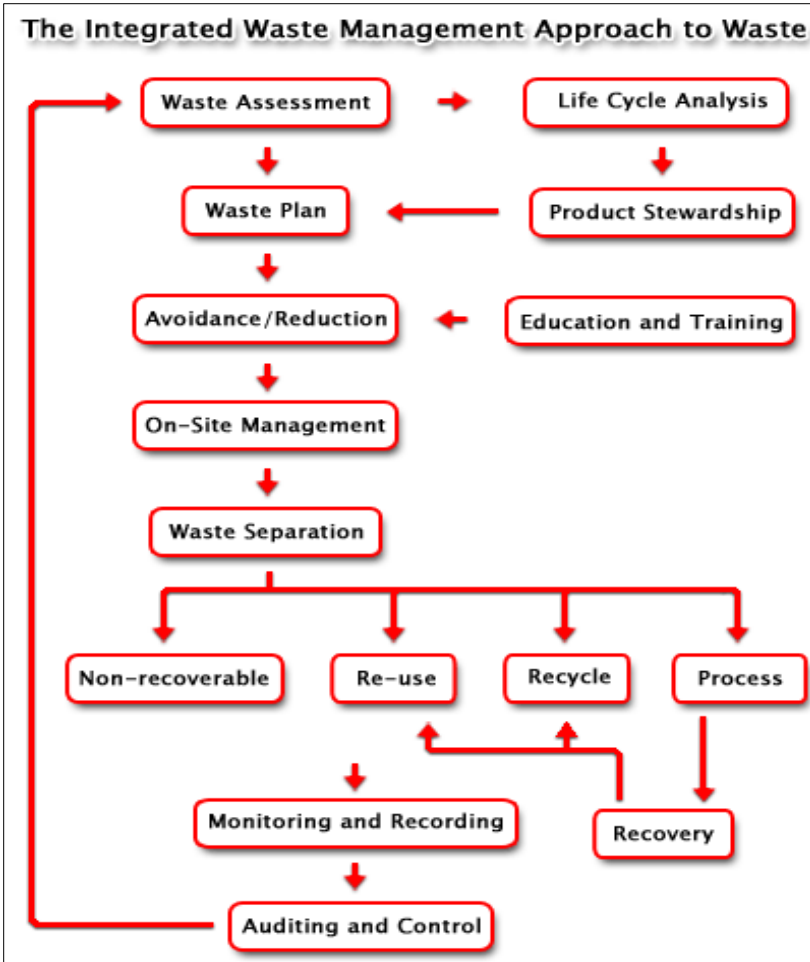 The Integrated Waste Management Approach to Waste
Waste Assessment
Life Cycle Analysis
Waste Plan
Product Stewardship
Avoidance/Reduction
Education and Training
On-Site Management
Waste Separation
Non-recoverable
Re-use
Recycle
Process
Monitoring and Recording
Recovery
Auditing and Control